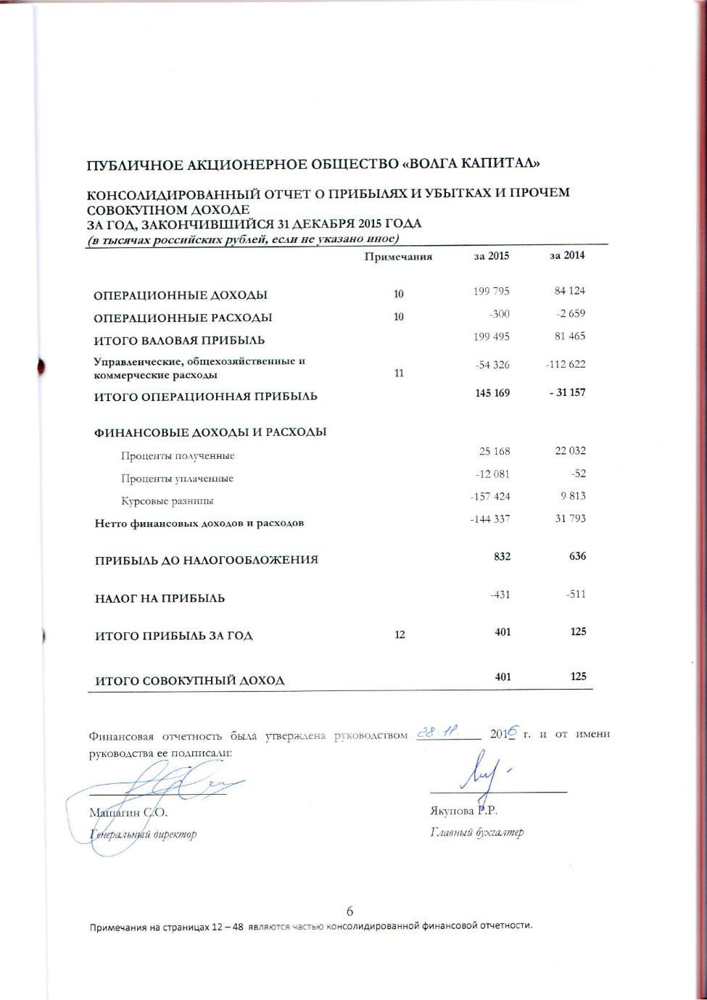 ПУБЛИЧНОЕ АКЦИОНЕРНОЕ ОБЩЕСТВО «ВОЛГА КАПИТАЛ»
КОНСОЛИДИРОВАННЫЙ ОТЧЕТ О ПРИБЫЛЯХ И УБЫТКАХ И ПРОЧЕМ
СОВОКУПНОМ ДОХОДЕ
ЗА ГОД, ЗАКОНЧИВШИЙСЯ 31 ДЕКАБРЯ 2015 ГОДА
(в тысячах российских рублей, если не указано иное)
Примечания за 2015 за 2014
ОПЕРАЦИОННЫЕ ДОХОДЫ 10 199 795 84 124
ОПЕРАЦИОННЫЕ РАСХОДЫ 10 -300 -2 659
ИТОГО ВАЛОВАЯ ПРИБЫЛЬ 199 495 81 465
Управленческие, общехозяйственные и
коммерческие расходы 11 -54 326 -112 622
ИТОГО ОПЕРАЦИОННАЯ ПРИБЫЛЬ 145 169 - 31 157
ФИНАНСОВЫЕ ДОХОДЫ И РАСХОДЫ
Проценты полученные 25 168 22 032
Проценты уплаченные -12 081 -52
Курсовые разницы -157 424 9 813
Нетто финансовых доходов и расходов -144 337 31 793
ПРИБЫЛЬ ДО НАЛОГООБЛОЖЕНИЯ 832 636
НАЛОГ НА ПРИБЫЛЬ -431 -511
ИТОГО ПРИБЫЛЬ ЗА ГОД 12 401 125
ИТОГО СОВОКУПНЫЙ ДОХОД 401 125
Финансовая отчетность была утверждена руководством 28.11. 2016 г. и от имени
руководства ее подписали:
Машагин С.О. Якупова Р.Р.
Генеральный директор Главный бухгалтер
6
Примечания на страницах 12 – 48 являются частью консолидированной финансовой отчетности.